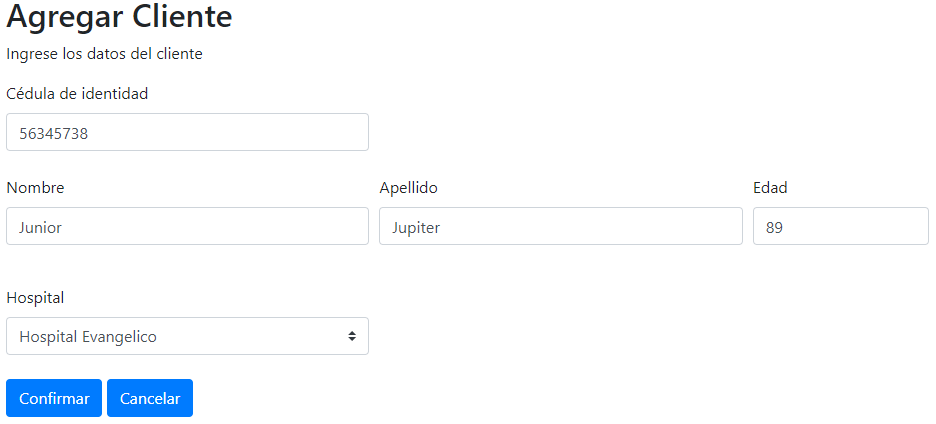 Agregar Cliente
Ingrese los datos del cliente
Cédula de identidad
56345738
Nombre Apellido Edad
Junior Jupiter 89
Hospital
Hospital Evangelico
Confirmar Cancelar